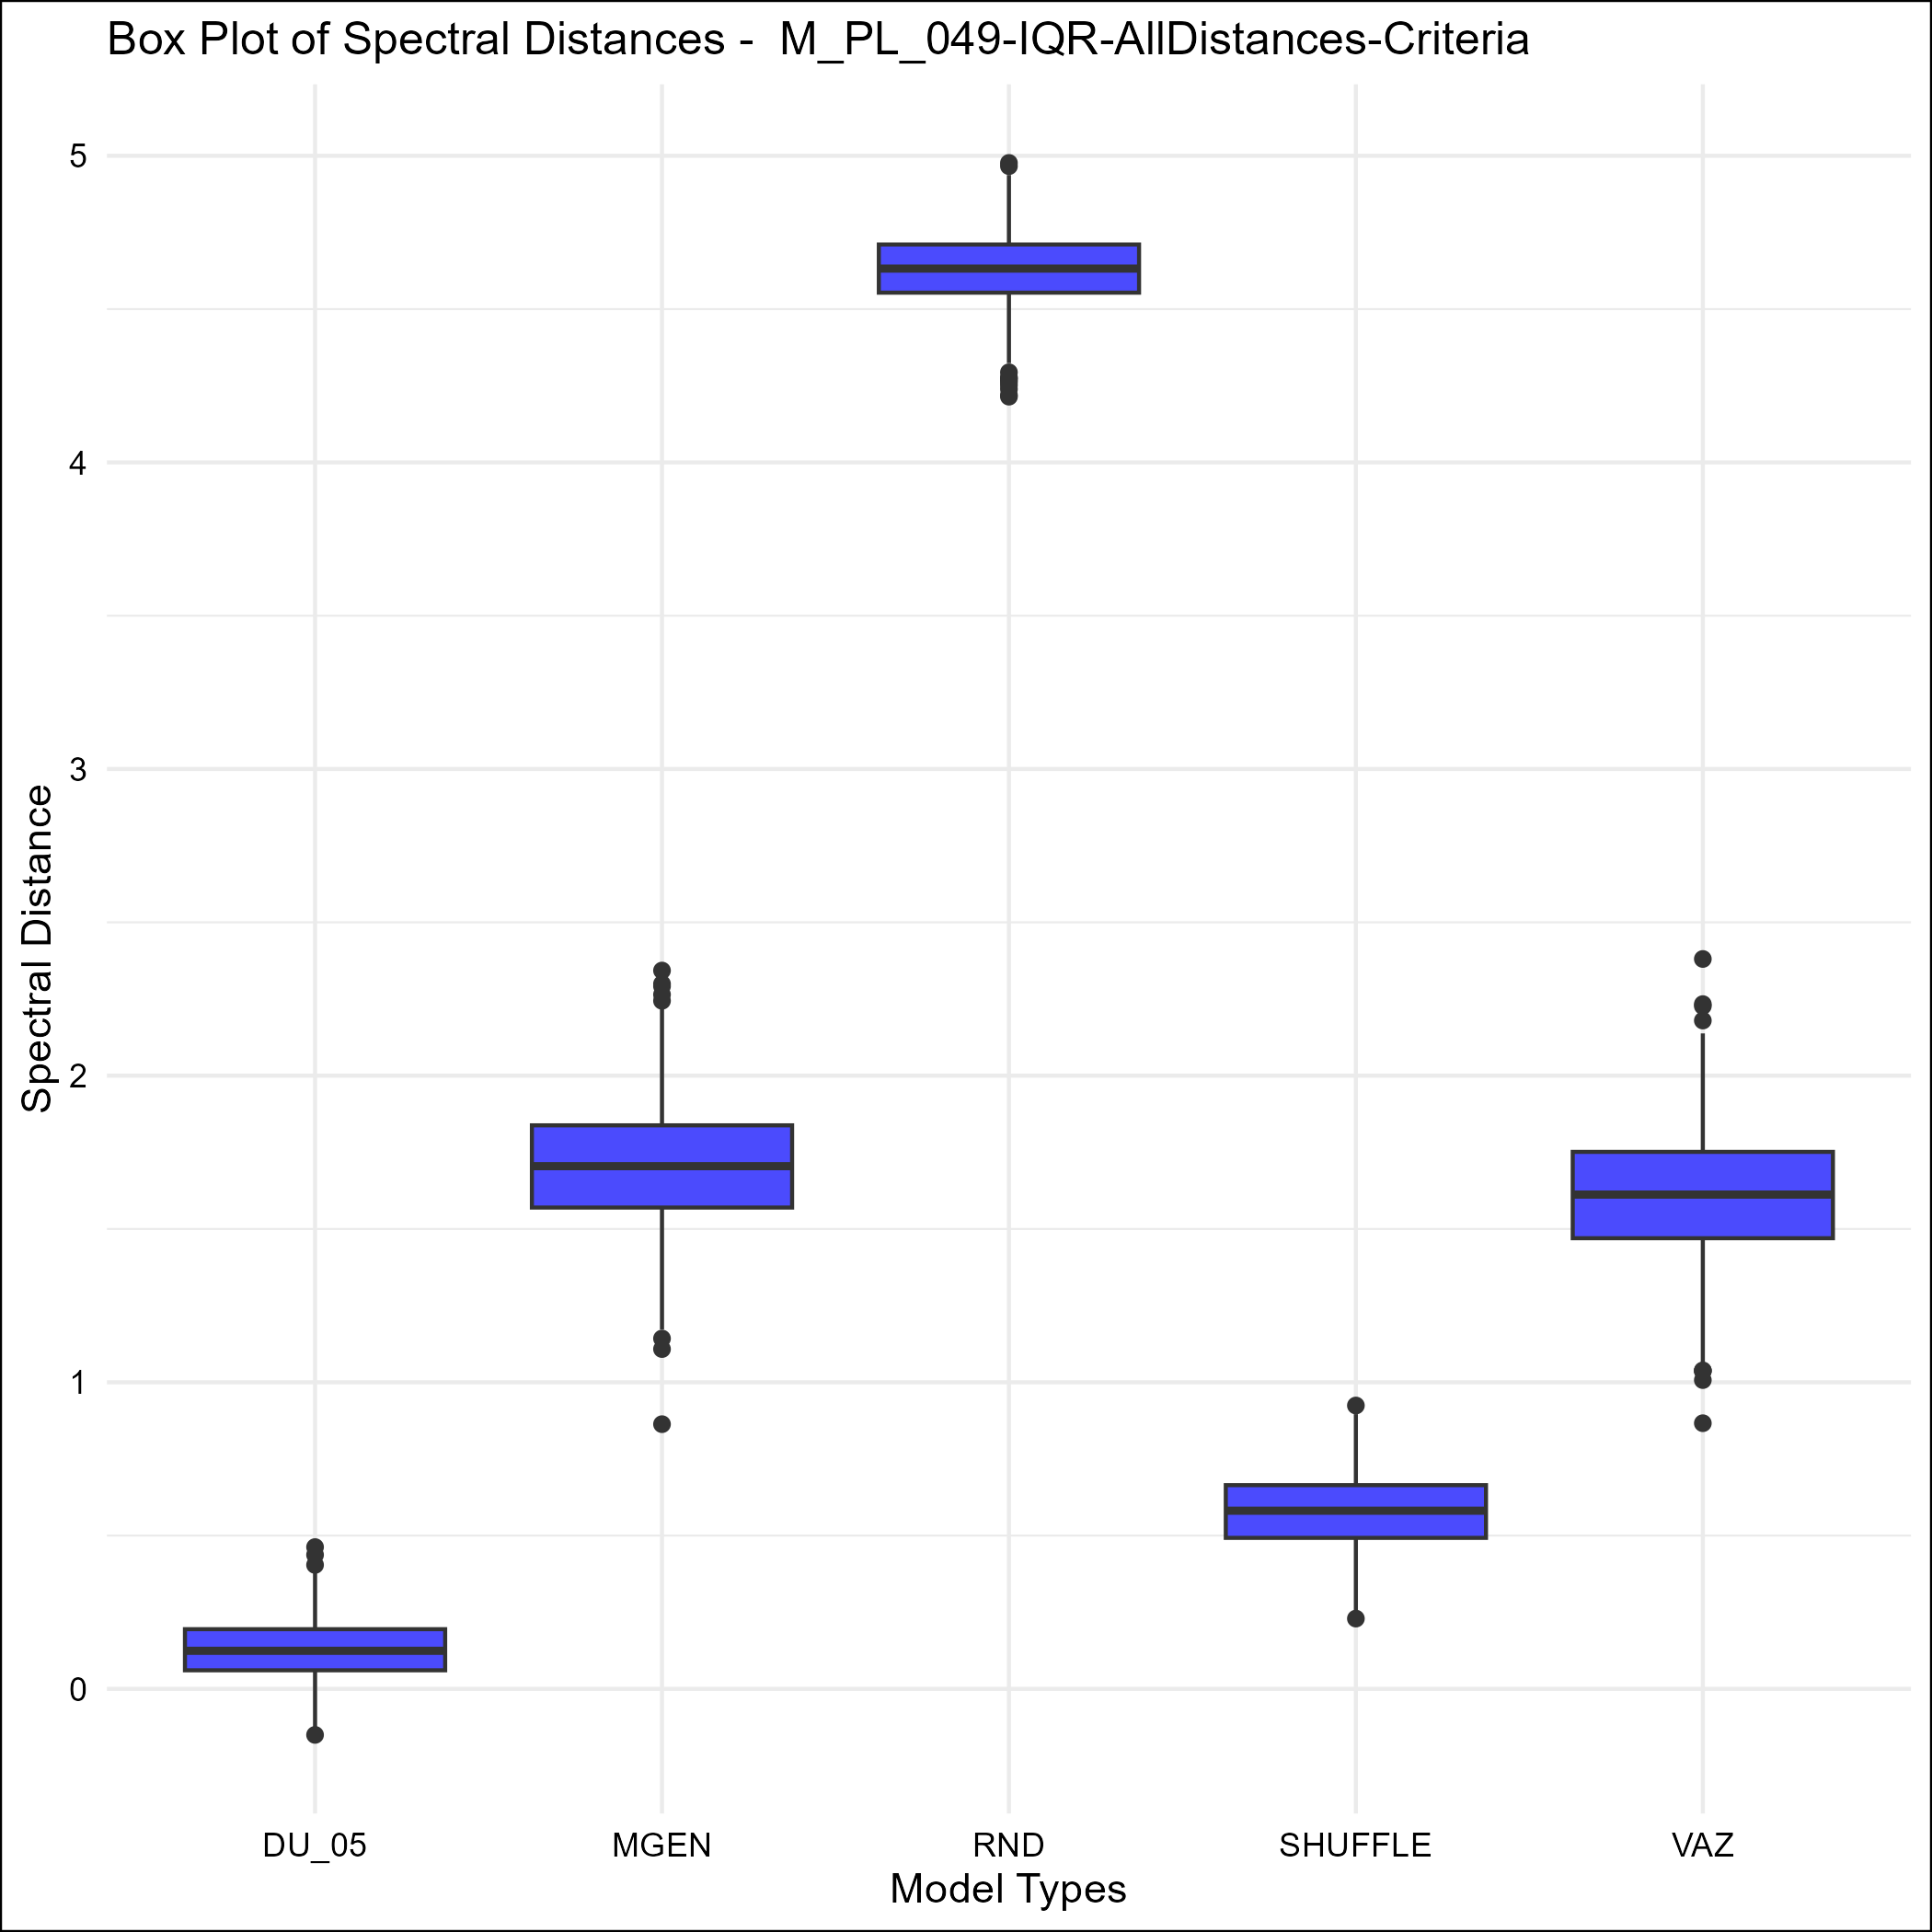 Box Plot of Spectral Distances -  M_PL_049-IQR-AllDistances-Criteria
5
4
3
2
1
0
Spectral Distance
DU_05 MGEN RND SHUFFLE VAZ
Model Types